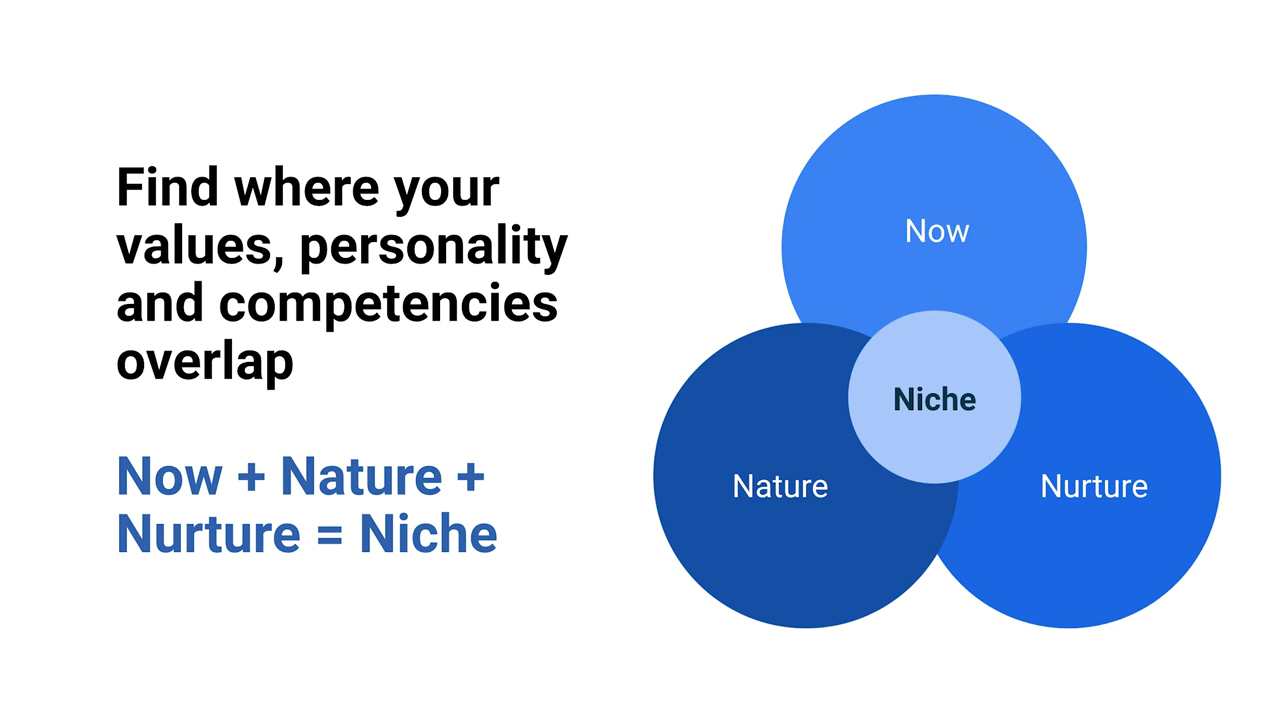 Find where your
values, personality
and competencies
overlap
Now + Nature +
Nurture = Niche
Now
Niche
Nature
Nurture